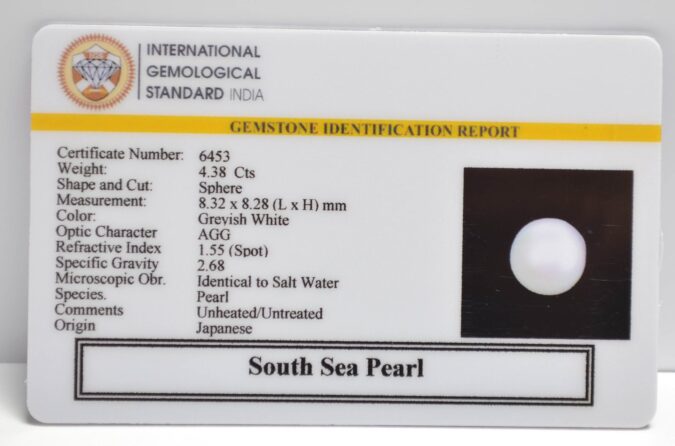 INTERNATIONAL
GEMOLOGICAL
STANDARD INDIA
GEMSTONE IDENTIFICATION REPORT
Certificate Number: 6453
Weight: 4.38 Cts
Shape and Cut: Sphere
Measurement: 8.32 x 8.28 (L x H) mm
Color: Greyish White
Optic Character AGG
Refractive Index 1.55 (Spot)
Specific Gravity 2.68
Microscopic Obr. Identical to Salt Water
Species. Pearl
Comments Unheated/Untreated
Origin Japanese
South Sea Pearl